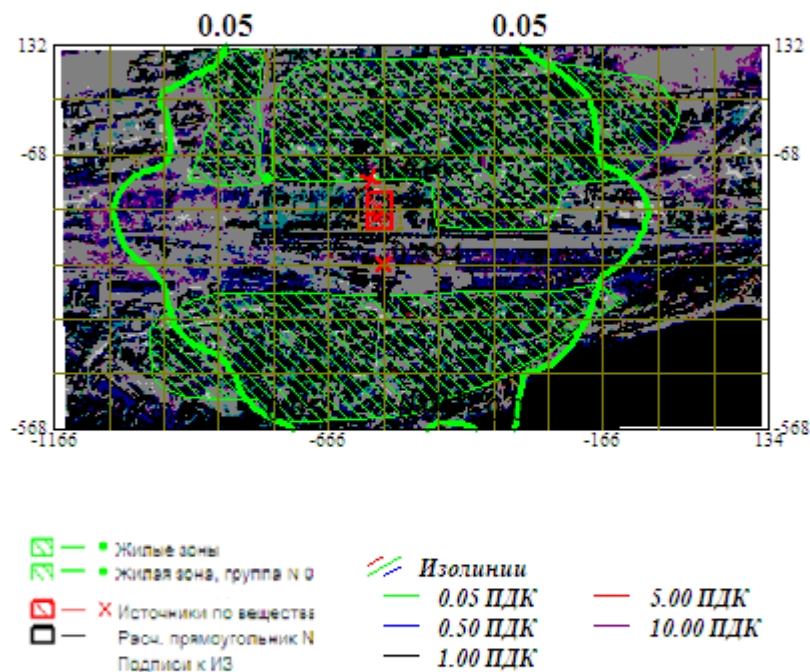 0.05 0.05
132 132
-68 -68
-568 -568
-1166 -666 -166 134
Жилые зоны
Жилая зона, группа N 0
Источники по вещества
Расч. прямоугольник N
Подписи к ИЗ
Изолинии
0.05 ПДК 5.00 ПДК
0.50 ПДК 10.00 ПДК
1.00 ПДК